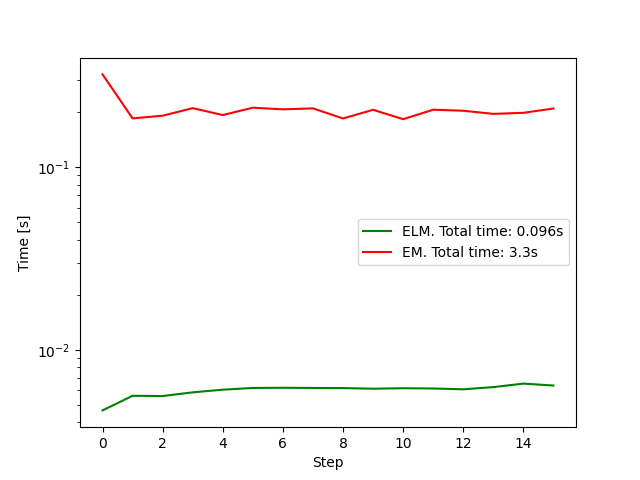 10⁻¹
10⁻²
Time [s]
ELM. Total time: 0.096s
EM. Total time: 3.3s
0 2 4 6 8 10 12 14
Step